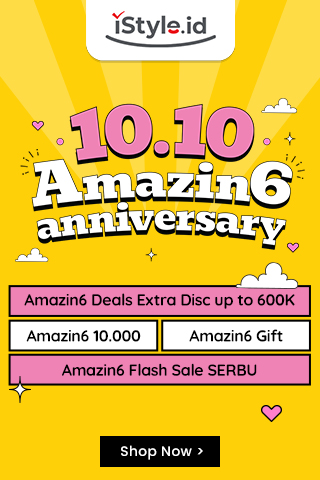 iStyle.id
10.10
Amazin6
anniversary
Amazin6 Deals Extra Disc up to 600K
Amazin6 10.000
Amazin6 Gift
Amazin6 Flash Sale SERBU
Shop Now >